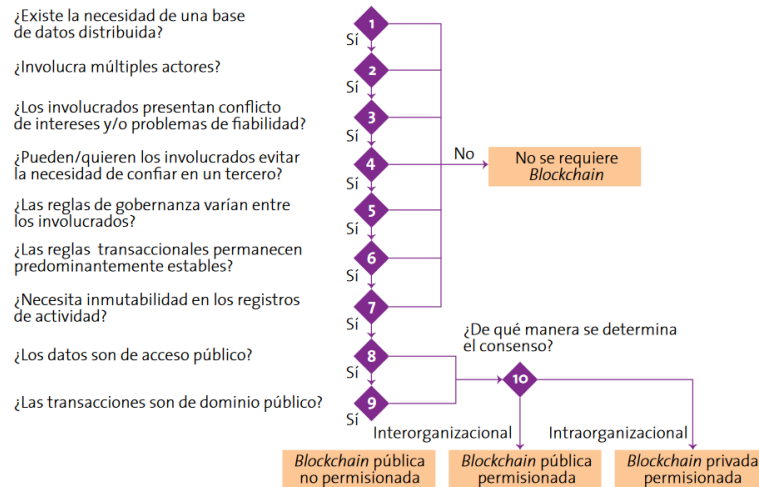 ¿Existe la necesidad de una base
de datos distribuida?
1
Sí
¿Involucra múltiples actores?
2
Sí
¿Los involucrados presentan conflicto
de intereses y/o problemas de fiabilidad?
3
Sí
¿Pueden/quieren los involucrados evitar
la necesidad de confiar en un tercero?
4
No
No se requiere
Blockchain
Sí
¿Las reglas de gobernanza varían entre
los involucrados?
5
Sí
¿Las reglas transaccionales permanecen
predominantemente estables?
6
Sí
¿Necesita inmutabilidad en los registros
de actividad?
7
Sí
¿Los datos son de acceso público?
8
Sí
¿De qué manera se determina
el consenso?
10
¿Las transacciones son de dominio público?
9
Sí
Interorganizacional
Intraorganizacional
Blockchain pública
no permisionada
Blockchain pública
permisionada
Blockchain privada
permisionada